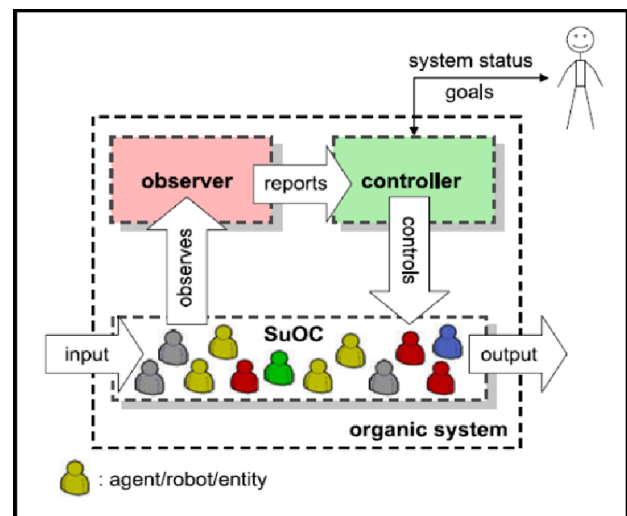 system status
goals
observer
reports
controller
observes
controls
SuOC
input
output
organic system
: agent/robot/entity